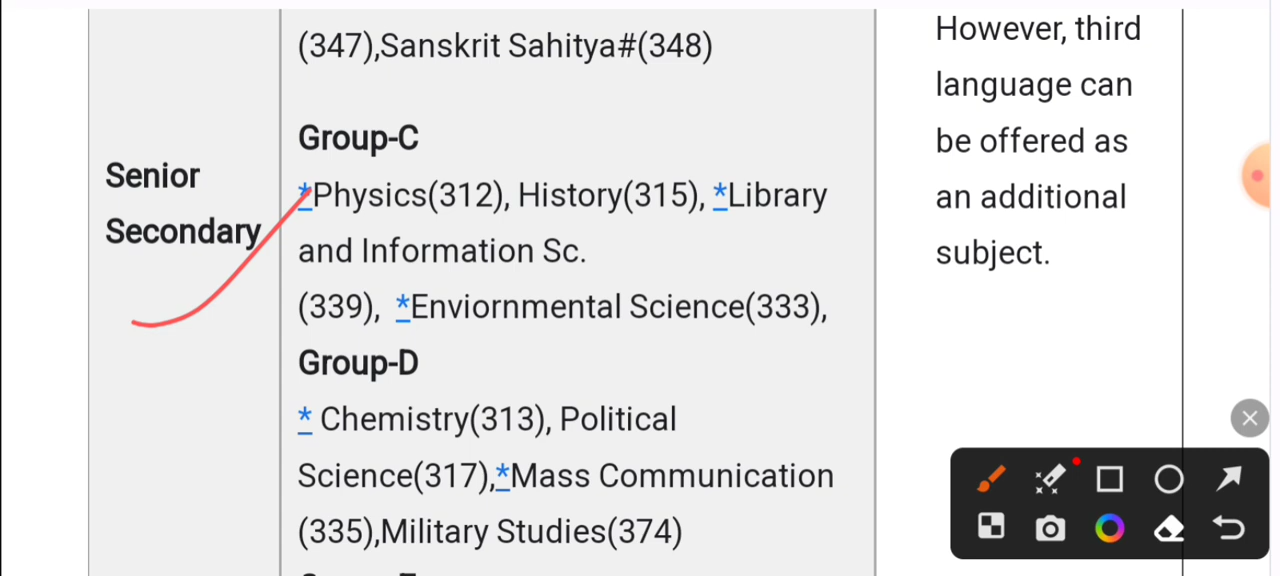 (347),Sanskrit Sahitya#(348)
Group-C
Senior
Secondary
*Physics(312), History(315), *Library
and Information Sc.
(339), *Enviornmental Science(333),
Group-D
* Chemistry(313), Political
Science(317),*Mass Communication
(335),Military Studies(374)
However, third
language can
be offered as
an additional
subject.